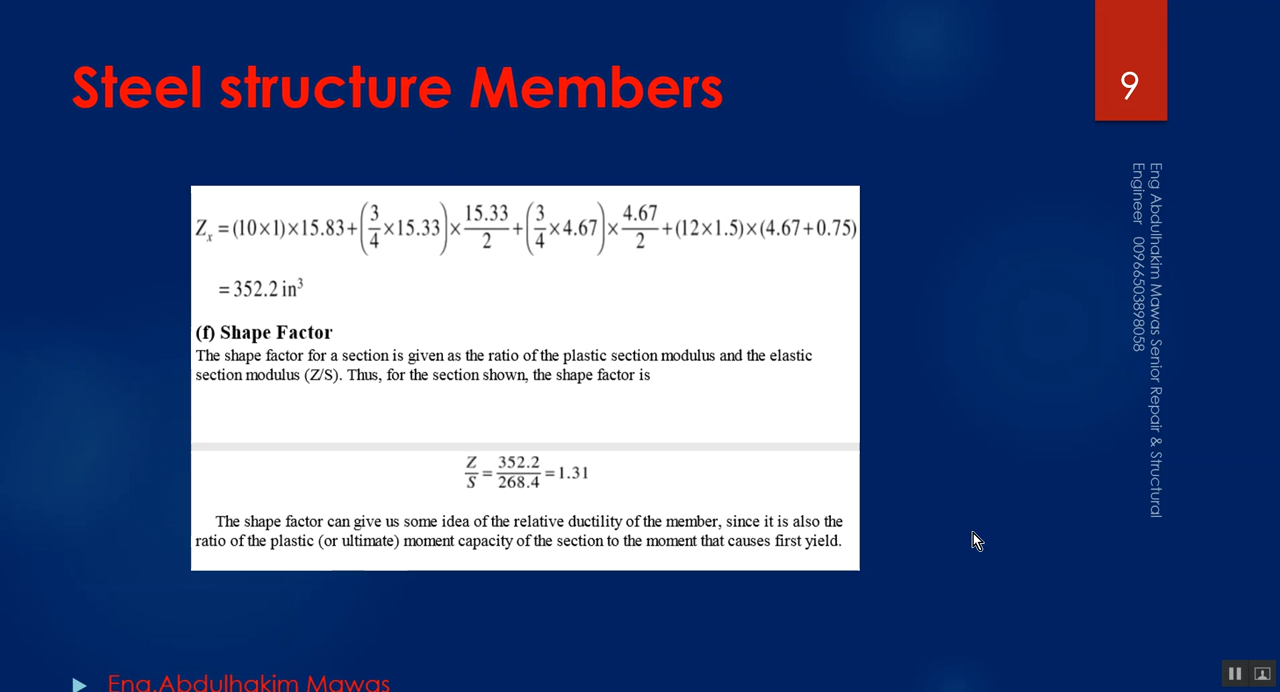 Steel structure Members
9
Eng Abdulhakim Mawas Senior Repair & Structural
Engineer 00966503898058
Zₓ = (10×1)×15.83+(3/4×15.33)×15.33/2+(3/4×4.67)×4.67/2+(12×1.5)×(4.67+0.75)
= 352.2 in³
(f) Shape Factor
The shape factor for a section is given as the ratio of the plastic section modulus and the elastic
section modulus (Z/S). Thus, for the section shown, the shape factor is
Z/S = 352.2/268.4 = 1.31
The shape factor can give us some idea of the relative ductility of the member, since it is also the
ratio of the plastic (or ultimate) moment capacity of the section to the moment that causes first yield.
Eng.Abdulhakim Mawas